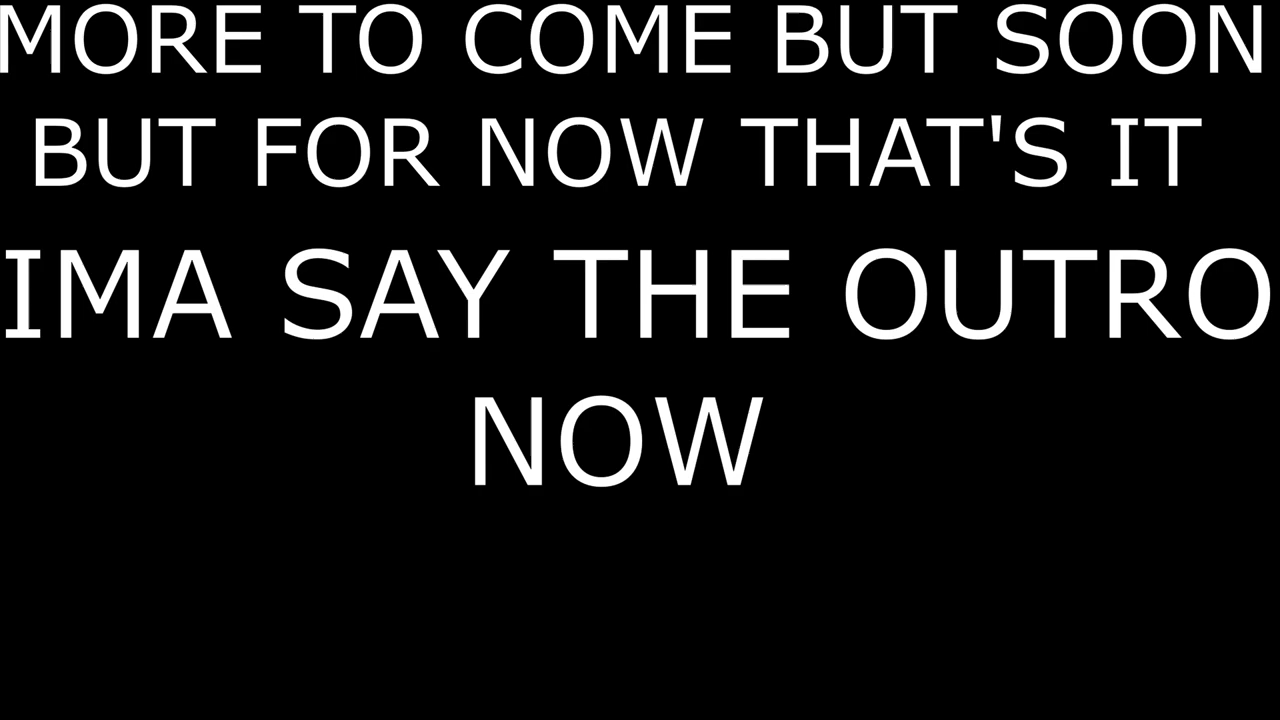 MORE TO COME BUT SOON
BUT FOR NOW THAT'S IT
IMA SAY THE OUTRO
NOW